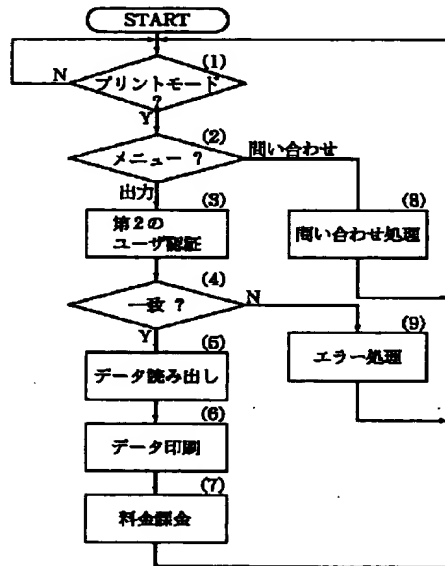 START
(1)
プリントモード
?
N
Y
(2)
メニュー ?
問い合わせ
出力
(3)
第2の
ユーザ認証
(8)
問い合わせ処理
(4)
一致 ?
N
Y
(9)
エラー処理
(5)
データ読み出し
(6)
データ印刷
(7)
料金課金